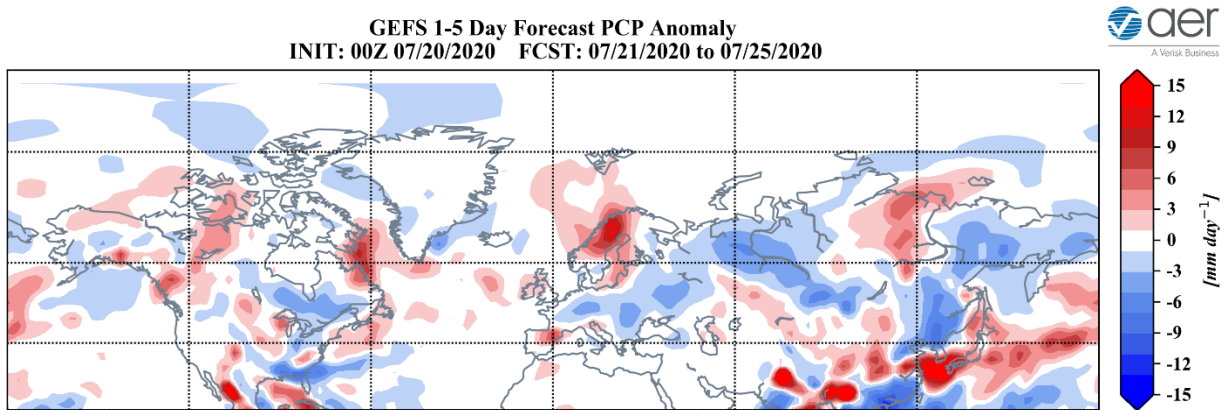 GEFS 1-5 Day Forecast PCP Anomaly
INIT: 00Z 07/20/2020 FCST: 07/21/2020 to 07/25/2020
aer
A Verisk Business
15
12
9
6
3
0
-3
-6
-9
-12
-15
[mm day⁻¹]